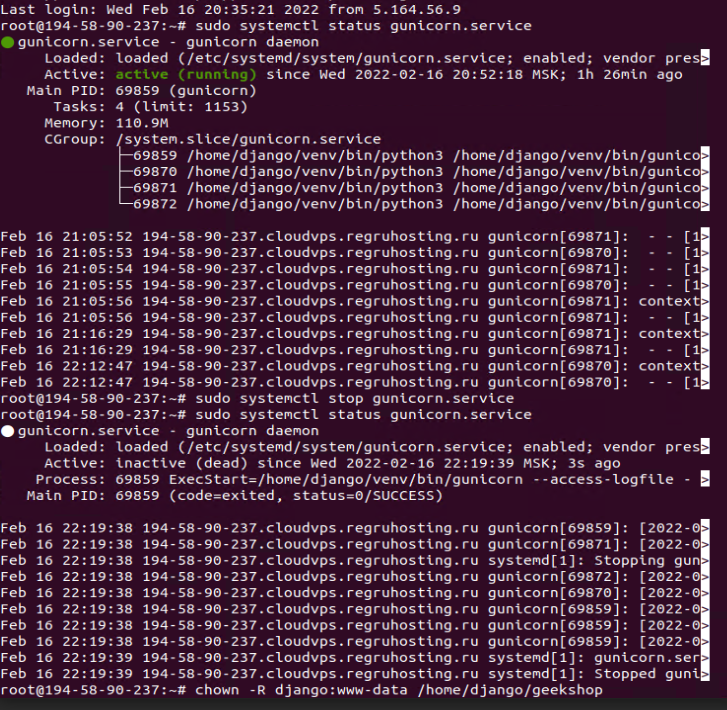 Last login: Wed Feb 16 20:35:21 2022 from 5.164.56.9
root@194-58-90-237:~# sudo systemctl status gunicorn.service
● gunicorn.service - gunicorn daemon
     Loaded: loaded (/etc/systemd/system/gunicorn.service; enabled; vendor pres>
     Active: active (running) since Wed 2022-02-16 20:52:18 MSK; 1h 26min ago
   Main PID: 69859 (gunicorn)
      Tasks: 4 (limit: 1153)
     Memory: 110.9M
     CGroup: /system.slice/gunicorn.service
             ├─69859 /home/django/venv/bin/python3 /home/django/venv/bin/gunico>
             ├─69870 /home/django/venv/bin/python3 /home/django/venv/bin/gunico>
             ├─69871 /home/django/venv/bin/python3 /home/django/venv/bin/gunico>
             └─69872 /home/django/venv/bin/python3 /home/django/venv/bin/gunico>
Feb 16 21:05:52 194-58-90-237.cloudvps.regruhosting.ru gunicorn[69871]:  - - [1>
Feb 16 21:05:53 194-58-90-237.cloudvps.regruhosting.ru gunicorn[69870]:  - - [1>
Feb 16 21:05:54 194-58-90-237.cloudvps.regruhosting.ru gunicorn[69871]:  - - [1>
Feb 16 21:05:55 194-58-90-237.cloudvps.regruhosting.ru gunicorn[69870]:  - - [1>
Feb 16 21:05:56 194-58-90-237.cloudvps.regruhosting.ru gunicorn[69871]: context>
Feb 16 21:05:56 194-58-90-237.cloudvps.regruhosting.ru gunicorn[69871]:  - - [1>
Feb 16 21:16:29 194-58-90-237.cloudvps.regruhosting.ru gunicorn[69871]: context>
Feb 16 21:16:29 194-58-90-237.cloudvps.regruhosting.ru gunicorn[69871]:  - - [1>
Feb 16 22:12:47 194-58-90-237.cloudvps.regruhosting.ru gunicorn[69870]: context>
Feb 16 22:12:47 194-58-90-237.cloudvps.regruhosting.ru gunicorn[69870]:  - - [1>
root@194-58-90-237:~# sudo systemctl stop gunicorn.service
root@194-58-90-237:~# sudo systemctl status gunicorn.service
● gunicorn.service - gunicorn daemon
     Loaded: loaded (/etc/systemd/system/gunicorn.service; enabled; vendor pres>
     Active: inactive (dead) since Wed 2022-02-16 22:19:39 MSK; 3s ago
    Process: 69859 ExecStart=/home/django/venv/bin/gunicorn --access-logfile - >
   Main PID: 69859 (code=exited, status=0/SUCCESS)
Feb 16 22:19:38 194-58-90-237.cloudvps.regruhosting.ru gunicorn[69859]: [2022-0>
Feb 16 22:19:38 194-58-90-237.cloudvps.regruhosting.ru gunicorn[69871]: [2022-0>
Feb 16 22:19:38 194-58-90-237.cloudvps.regruhosting.ru systemd[1]: Stopping gun>
Feb 16 22:19:38 194-58-90-237.cloudvps.regruhosting.ru gunicorn[69872]: [2022-0>
Feb 16 22:19:38 194-58-90-237.cloudvps.regruhosting.ru gunicorn[69870]: [2022-0>
Feb 16 22:19:38 194-58-90-237.cloudvps.regruhosting.ru gunicorn[69859]: [2022-0>
Feb 16 22:19:38 194-58-90-237.cloudvps.regruhosting.ru gunicorn[69859]: [2022-0>
Feb 16 22:19:38 194-58-90-237.cloudvps.regruhosting.ru gunicorn[69859]: [2022-0>
Feb 16 22:19:39 194-58-90-237.cloudvps.regruhosting.ru systemd[1]: gunicorn.ser>
Feb 16 22:19:39 194-58-90-237.cloudvps.regruhosting.ru systemd[1]: Stopped guni>
root@194-58-90-237:~# chown -R django:www-data /home/django/geekshop